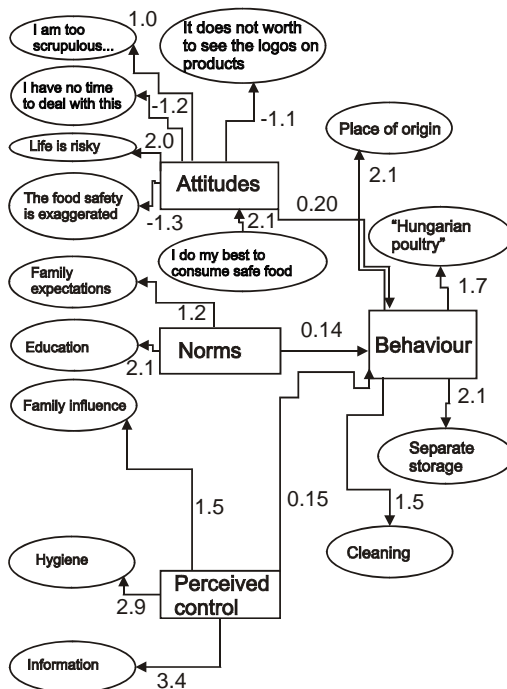 1.0
I am too
scrupulous...
It does not worth
to see the logos on
products
I have no time
to deal with this
-1.2
-1.1
Life is risky
2.0
Place of origin
2.1
The food safety
is exaggerated
-1.3
Attitudes
0.20
2.1
I do my best to
consume safe food
"Hungarian
poultry"
1.7
Family
expectations
1.2
Education
2.1
Norms
0.14
Behaviour
2.1
Family influence
1.5
0.15
Separate
storage
1.5
Cleaning
Hygiene
2.9
Perceived
control
Information
3.4